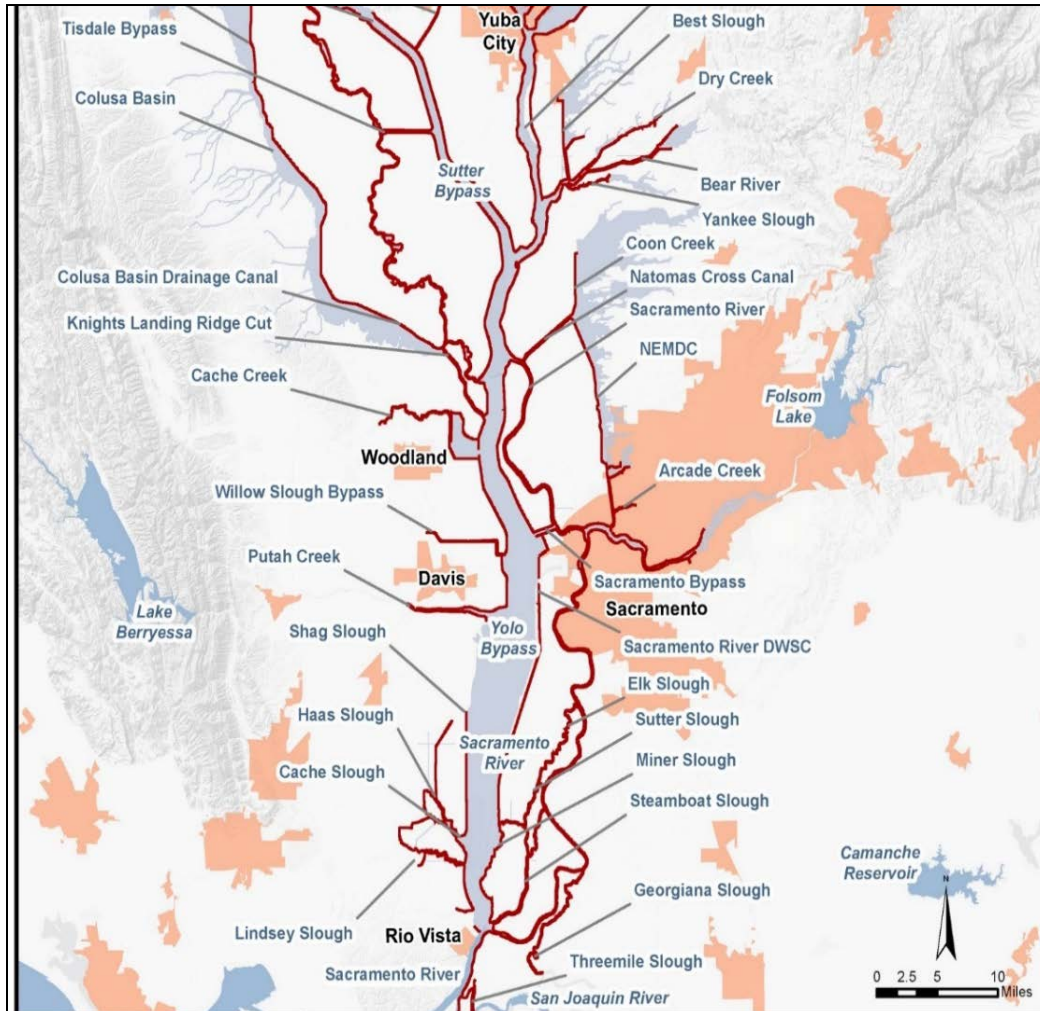 Yuba
City
Best Slough
Tisdale Bypass
Dry Creek
Colusa Basin
Sutter
Bypass
Bear River
Yankee Slough
Coon Creek
Colusa Basin Drainage Canal
Natomas Cross Canal
Sacramento River
Knights Landing Ridge Cut
NEMDC
Cache Creek
Folsom
Lake
Woodland
Arcade Creek
Willow Slough Bypass
Putah Creek
Davis
Sacramento Bypass
Lake
Berryessa
Sacramento
Shag Slough
Yolo
Bypass
Sacramento River DWSC
Elk Slough
Haas Slough
Sutter Slough
Sacramento
River
Miner Slough
Cache Slough
Steamboat Slough
Camanche
Reservoir
Georgiana Slough
N
Lindsey Slough
Rio Vista
Threemile Slough
Sacramento River
San Joaquin River
0 2.5 5 10
Miles